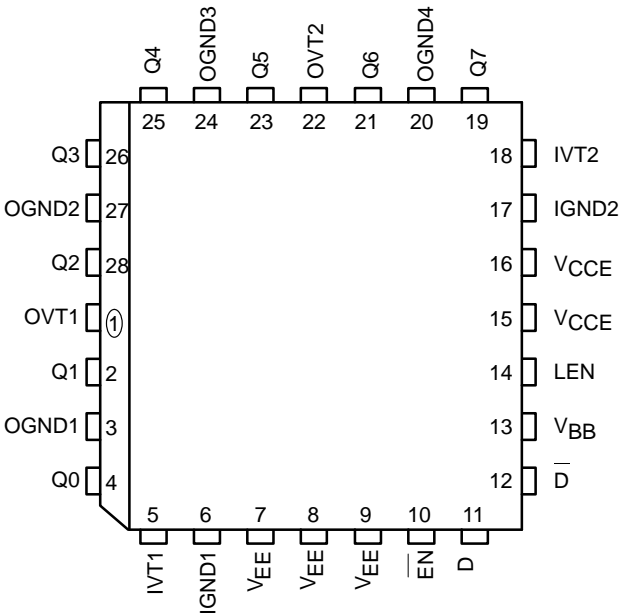 Q4 OGND3 Q5 OVT2 Q6 OGND4 Q7
25 24 23 22 21 20 19
Q3 26 18 IVT2
OGND2 27 17 IGND2
Q2 28 16 VCCE
OVT1 1 15 VCCE
Q1 2 14 LEN
OGND1 3 13 VBB
Q0 4 12 D̅
5 6 7 8 9 10 11
IVT1 IGND1 VEE VEE VEE E̅N̅ D